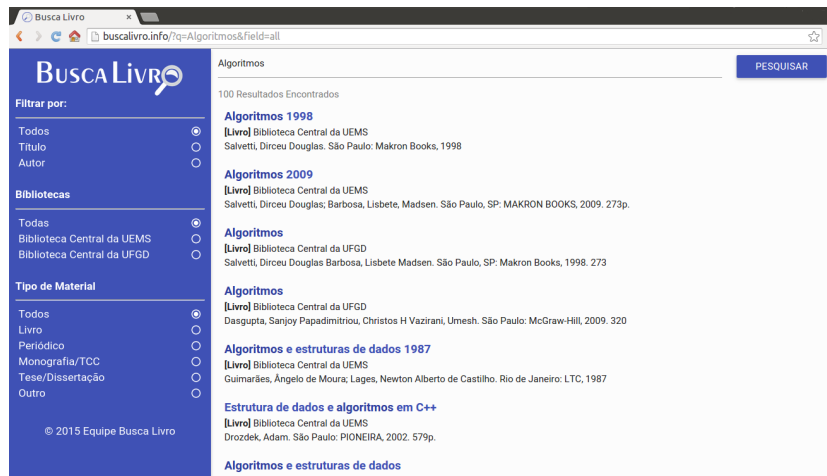 Busca Livro
buscalivro.info/?q=Algoritmos&field=all
BUSCA LIVRO
Filtrar por:
Todos
Título
Autor
Bíbliotecas
Todas
Biblioteca Central da UEMS
Biblioteca Central da UFGD
Tipo de Material
Todos
Livro
Periódico
Monografia/TCC
Tese/Dissertação
Outro
© 2015 Equipe Busca Livro
Algoritmos
PESQUISAR
100 Resultados Encontrados
Algoritmos 1998
[Livro] Biblioteca Central da UEMS
Salvetti, Dirceu Douglas. São Paulo: Makron Books, 1998
Algoritmos 2009
[Livro] Biblioteca Central da UEMS
Salvetti, Dirceu Douglas; Barbosa, Lisbete, Madsen. São Paulo, SP: MAKRON BOOKS, 2009. 273p.
Algoritmos
[Livro] Biblioteca Central da UFGD
Salvetti, Dirceu Douglas Barbosa, Lisbete Madsen. São Paulo, SP: Makron Books, 1998. 273
Algoritmos
[Livro] Biblioteca Central da UFGD
Dasgupta, Sanjoy Papadimitriou, Christos H Vazirani, Umesh. São Paulo: McGraw-Hill, 2009. 320
Algoritmos e estruturas de dados 1987
[Livro] Biblioteca Central da UEMS
Guimarães, Ângelo de Moura; Lages, Newton Alberto de Castilho. Rio de Janeiro: LTC, 1987
Estrutura de dados e algoritmos em C++
[Livro] Biblioteca Central da UEMS
Drozdek, Adam. São Paulo: PIONEIRA, 2002. 579p.
Algoritmos e estruturas de dados